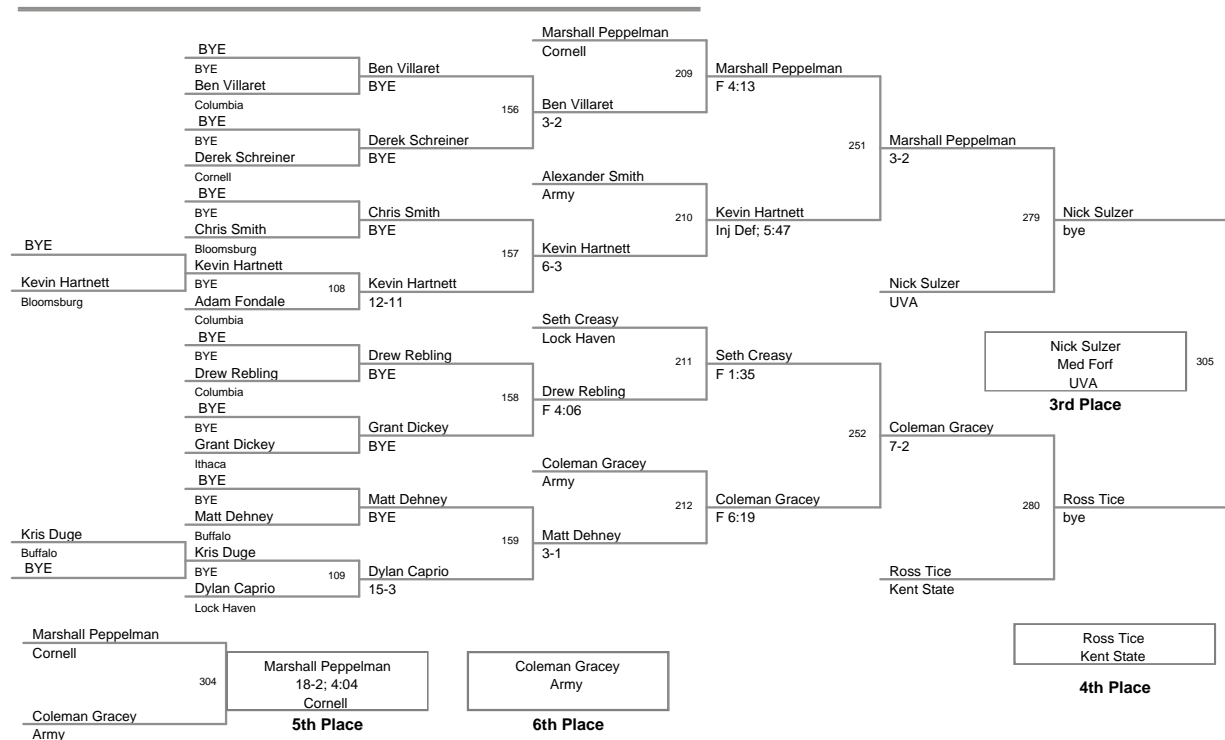 BYE
Kevin Hartnett
Bloomsburg
Kris Duge
Buffalo
BYE
BYE
BYE
Ben Villaret
Columbia
BYE
BYE
Derek Schreiner
Cornell
BYE
BYE
Chris Smith
Bloomsburg
Kevin Hartnett
BYE
108
Adam Fondale
Columbia
BYE
BYE
Drew Rebling
Columbia
BYE
BYE
Grant Dickey
Ithaca
BYE
BYE
Matt Dehney
Buffalo
Kris Duge
BYE
109
Dylan Caprio
Lock Haven
Ben Villaret
BYE
156
Derek Schreiner
BYE
Chris Smith
BYE
157
Kevin Hartnett
12-11
Drew Rebling
BYE
158
Grant Dickey
BYE
Matt Dehney
BYE
159
Dylan Caprio
15-3
Marshall Peppelman
Cornell
209
Ben Villaret
3-2
Alexander Smith
Army
210
Kevin Hartnett
6-3
Seth Creasy
Lock Haven
211
Drew Rebling
F 4:06
Coleman Gracey
Army
212
Matt Dehney
3-1
Marshall Peppelman
F 4:13
251
Kevin Hartnett
Inj Def; 5:47
Seth Creasy
F 1:35
252
Coleman Gracey
F 6:19
Marshall Peppelman
3-2
279
Nick Sulzer
UVA
Coleman Gracey
7-2
280
Ross Tice
Kent State
Nick Sulzer
bye
Nick Sulzer
Med Forf
UVA
305
3rd Place
Ross Tice
bye
Ross Tice
Kent State
4th Place
Marshall Peppelman
Cornell
304
Coleman Gracey
Army
Marshall Peppelman
18-2; 4:04
Cornell
5th Place
Coleman Gracey
Army
6th Place